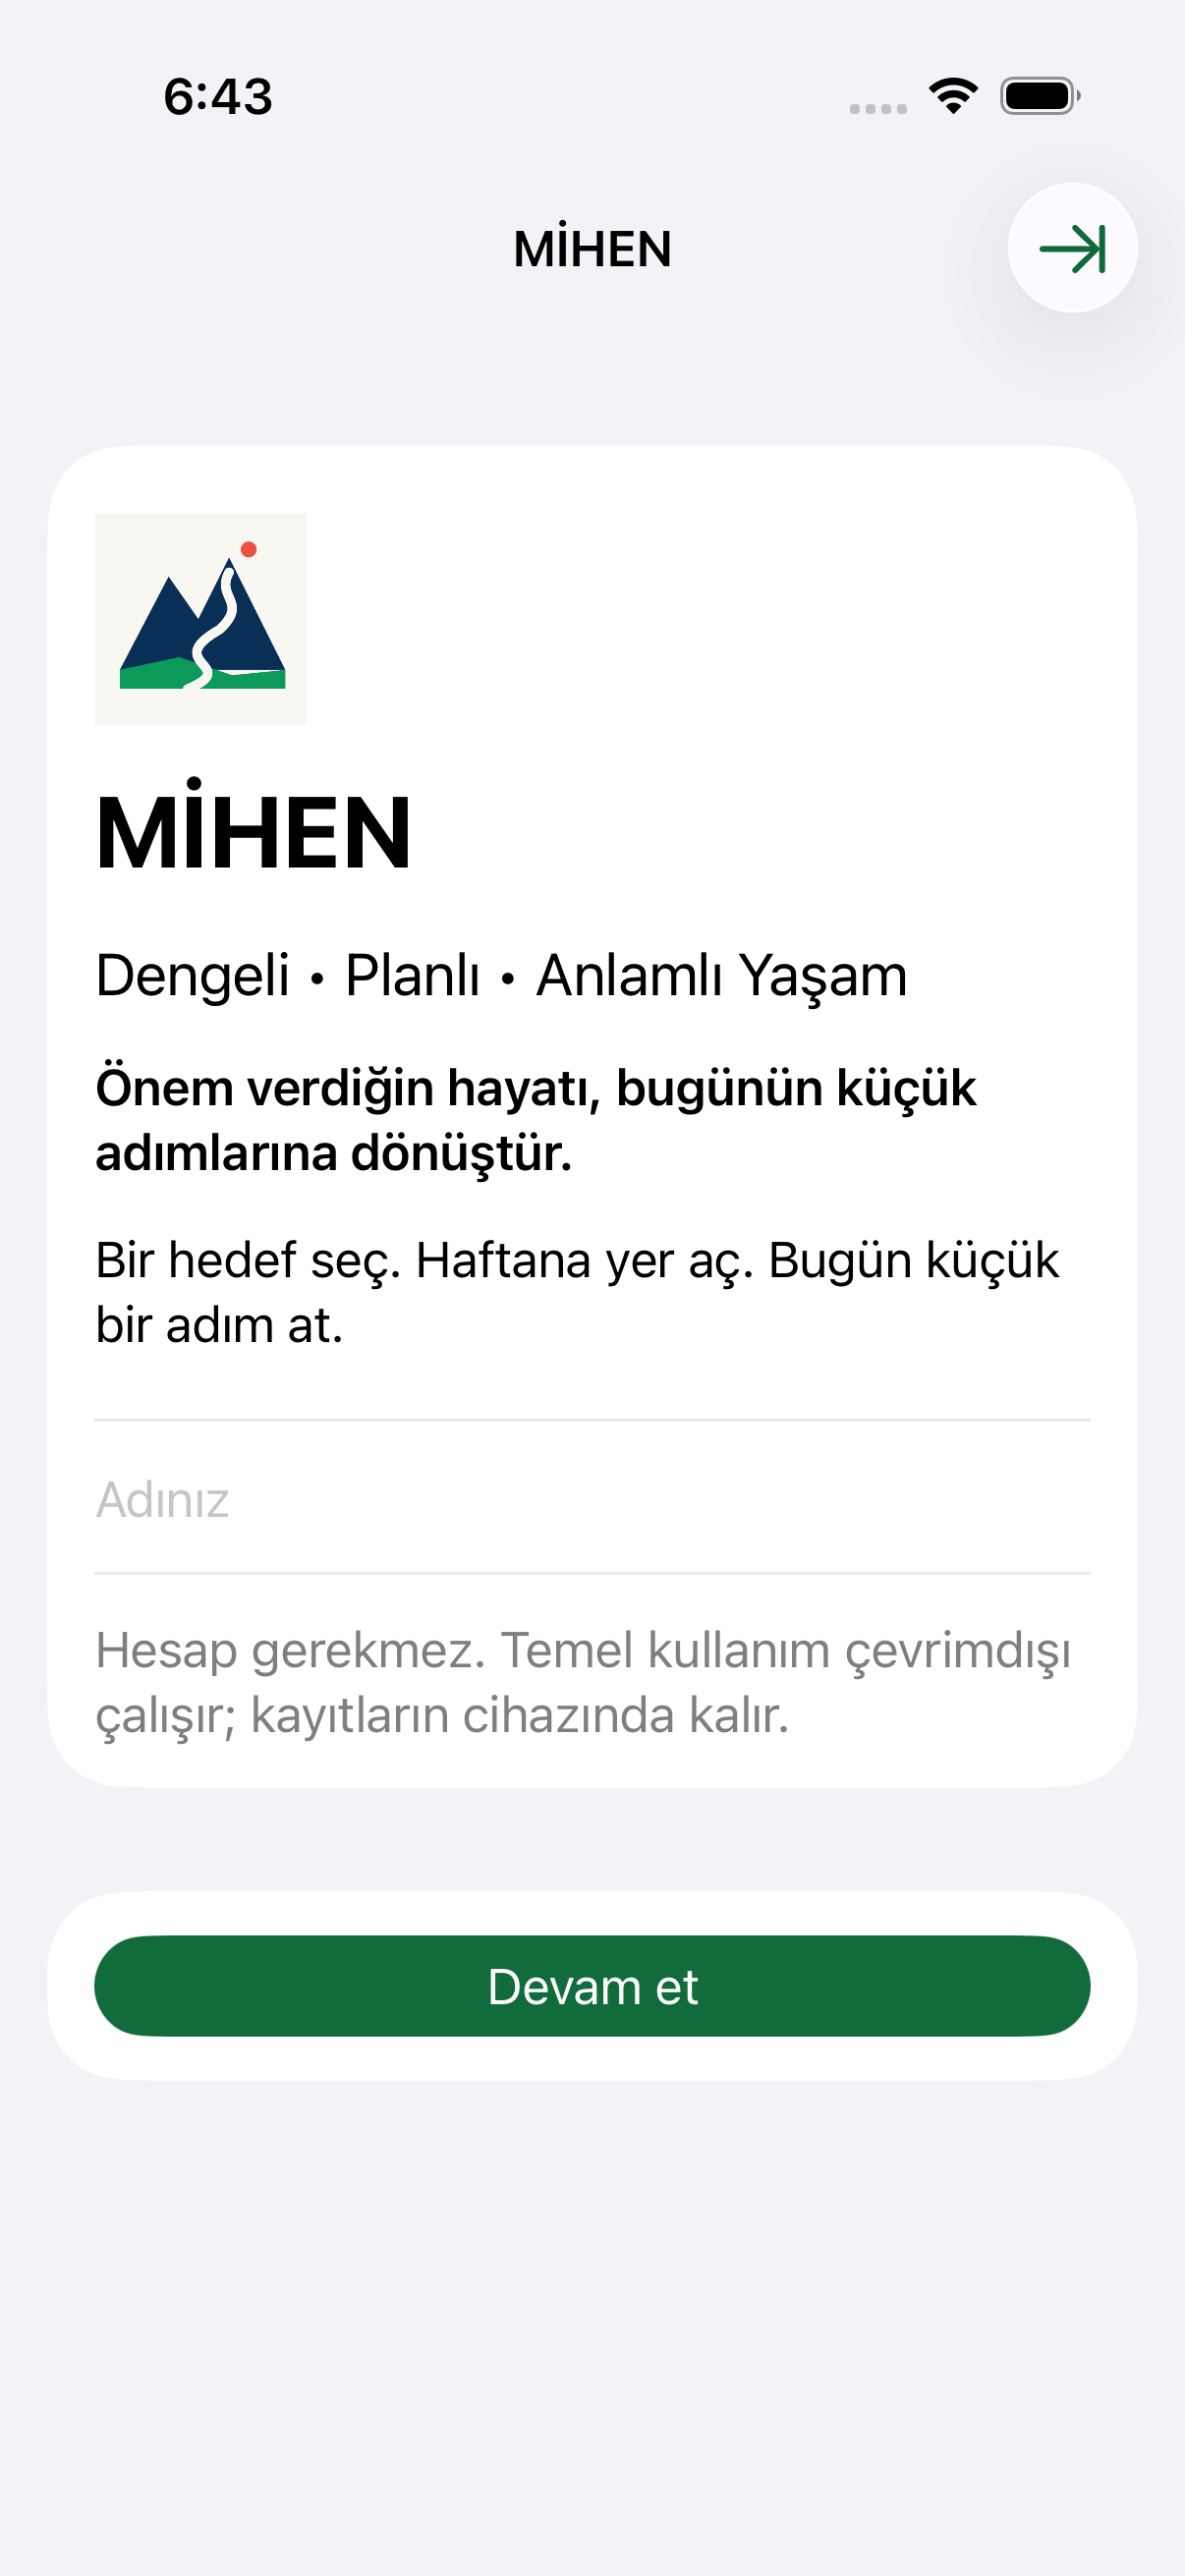 6:43
MİHEN
MİHEN
Dengeli • Planlı • Anlamlı Yaşam
Önem verdiğin hayatı, bugünün küçük
adımlarına dönüştür.
Bir hedef seç. Haftana yer aç. Bugün küçük
bir adım at.
Adınız
Hesap gerekmez. Temel kullanım çevrimdışı
çalışır; kayıtların cihazında kalır.
Devam et